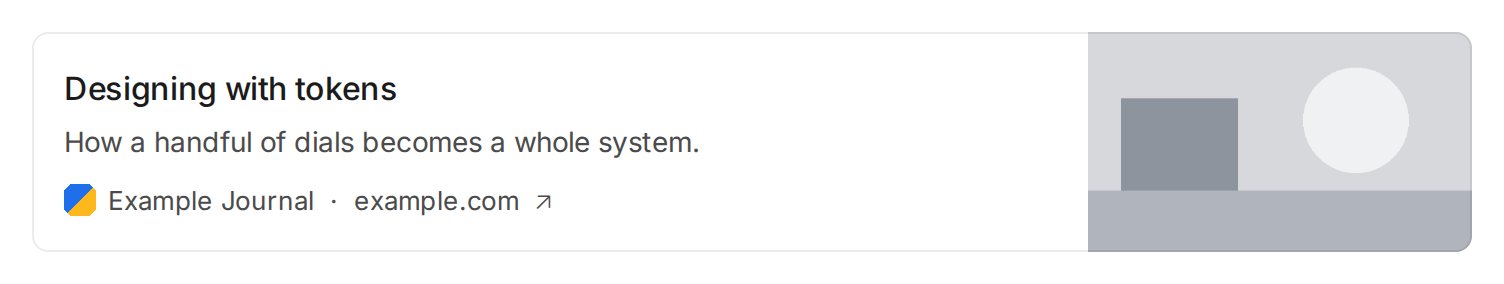 Designing with tokens
How a handful of dials becomes a whole system.
Example Journal · example.com ↗